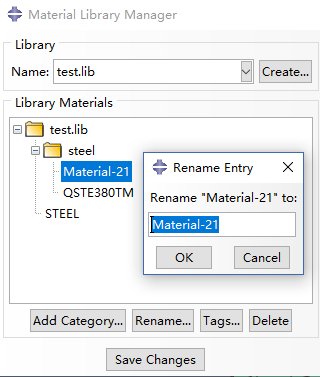 Material Library Manager
Library
Name: test.lib Create...
Library Materials
test.lib
steel
Material-21
QSTE380TM
STEEL
Rename Entry
Rename "Material-21" to:
Material-21
OK Cancel
Add Category... Rename... Tags... Delete
Save Changes